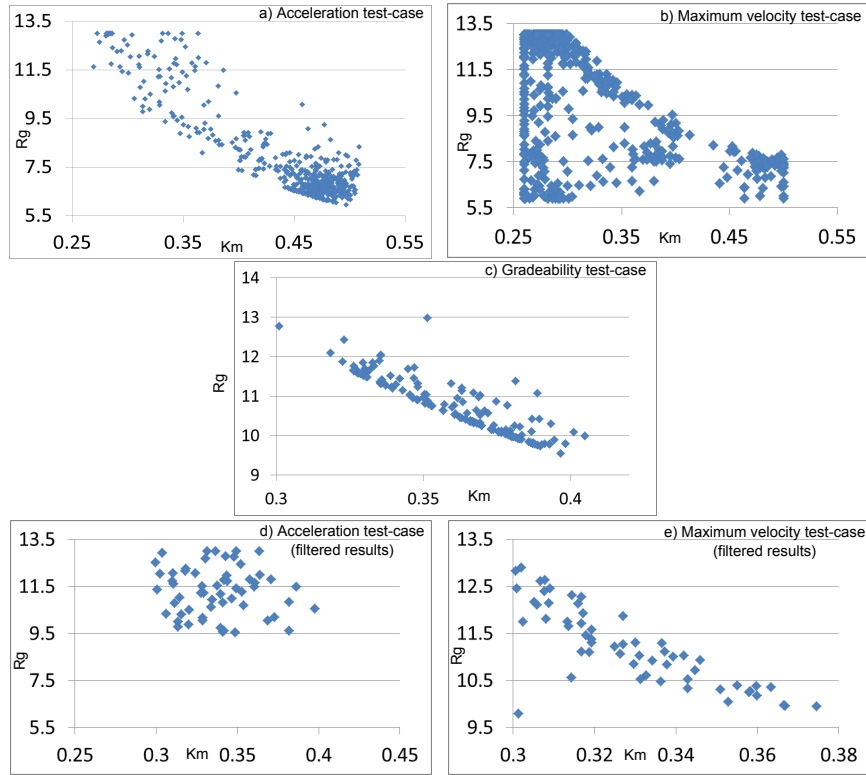 a) Acceleration test-case
13.5
11.5
9.5
7.5
5.5
Rg
0.25
0.35
0.45
0.55
Km
b) Maximum velocity test-case
13.5
11.5
9.5
7.5
5.5
Rg
0.25
0.35
0.45
0.55
Km
c) Gradeability test-case
14
13
12
11
10
9
Rg
0.3
0.35
0.4
Km
d) Acceleration test-case
(filtered results)
13.5
11.5
9.5
7.5
5.5
Rg
0.25
0.3
0.35
0.4
0.45
Km
e) Maximum velocity test-case
(filtered results)
13.5
12.5
11.5
10.5
9.5
Rg
0.3
0.32
0.34
0.36
0.38
Km